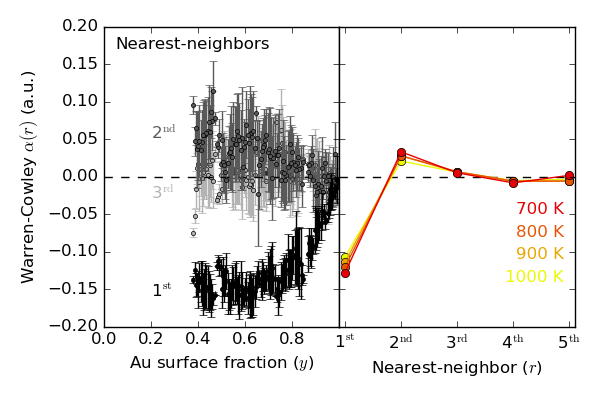 0.20
0.15
0.10
0.05
0.00
−0.05
−0.10
−0.15
−0.20
Warren-Cowley α(r) (a.u.)
Nearest-neighbors
2nd
3rd
1st
0.0 0.2 0.4 0.6 0.8
Au surface fraction (y)
700 K
800 K
900 K
1000 K
1st 2nd 3rd 4th 5th
Nearest-neighbor (r)